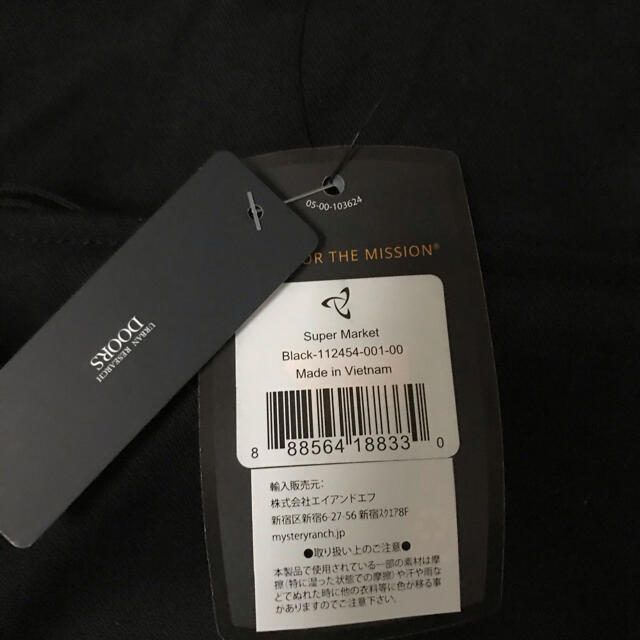 05-00-103624
OR THE MISSION®
Super Market
Black-112454-001-00
Made in Vietnam
8 88564 18833 0
輸入販売元:
株式会社エイアンドエフ
新宿区新宿6-27-56 新宿ｽｸｴｱ8F
mysteryranch.jp
●取り扱い上のご注意●
本製品で使用されている一部の素材は摩
擦(特に湿った状態での摩擦)や汗や雨な
どでぬれた時に他の衣料等に色が移る事
がありますのでご注意下さい。
URBAN RESEARCH
DOORS